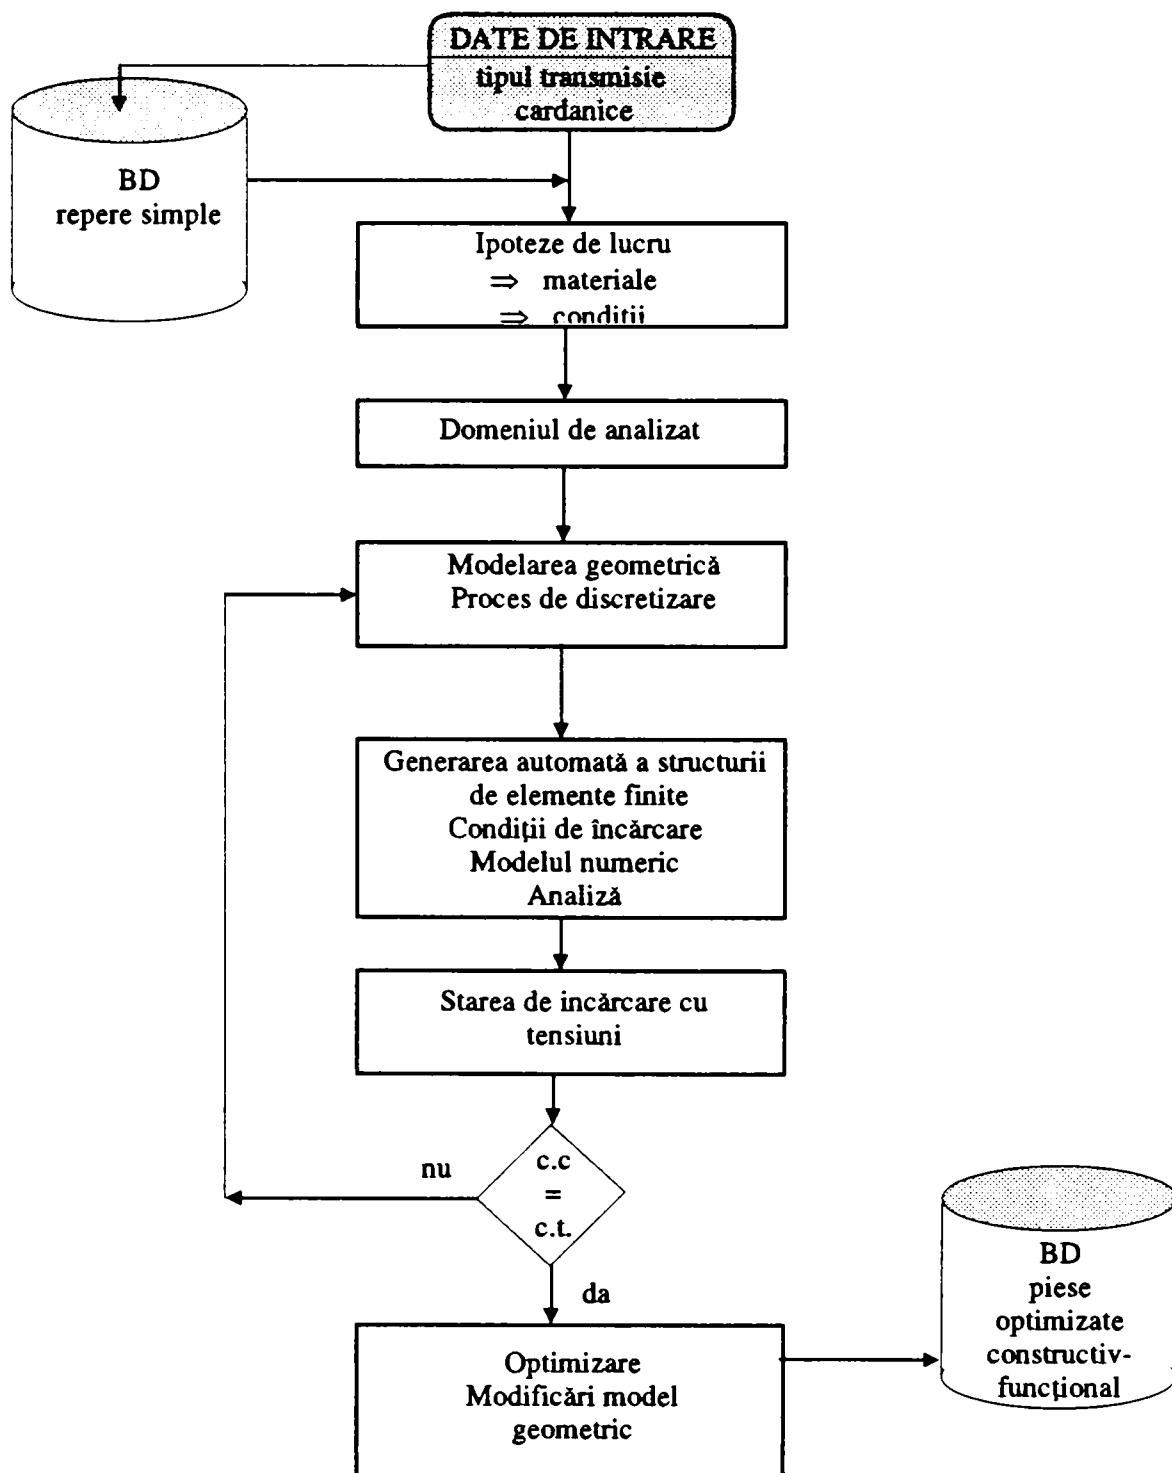 DATE DE INTRARE
tipul transmisie
cardanice
BD
repere simple
Ipoteze de lucru
⇒ materiale
⇒ condiții
Domeniul de analizat
Modelarea geometrică
Proces de discretizare
Generarea automată a structurii
de elemente finite
Condiții de încărcare
Modelul numeric
Analiză
Starea de incărcare cu
tensiuni
nu
c.c
=
c.t.
da
BD
piese
optimizate
constructiv-
funcțional
Optimizare
Modificări model
geometric